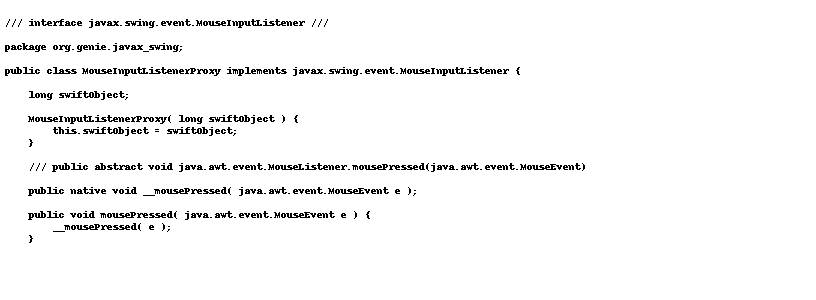 /// interface javax.swing.event.MouseInputListener ///
package org.genie.javax_swing;
public class MouseInputListenerProxy implements javax.swing.event.MouseInputListener {
long swiftObject;
MouseInputListenerProxy( long swiftObject ) {
this.swiftObject = swiftObject;
}
/// public abstract void java.awt.event.MouseListener.mousePressed(java.awt.event.MouseEvent)
public native void __mousePressed( java.awt.event.MouseEvent e );
public void mousePressed( java.awt.event.MouseEvent e ) {
__mousePressed( e );
}